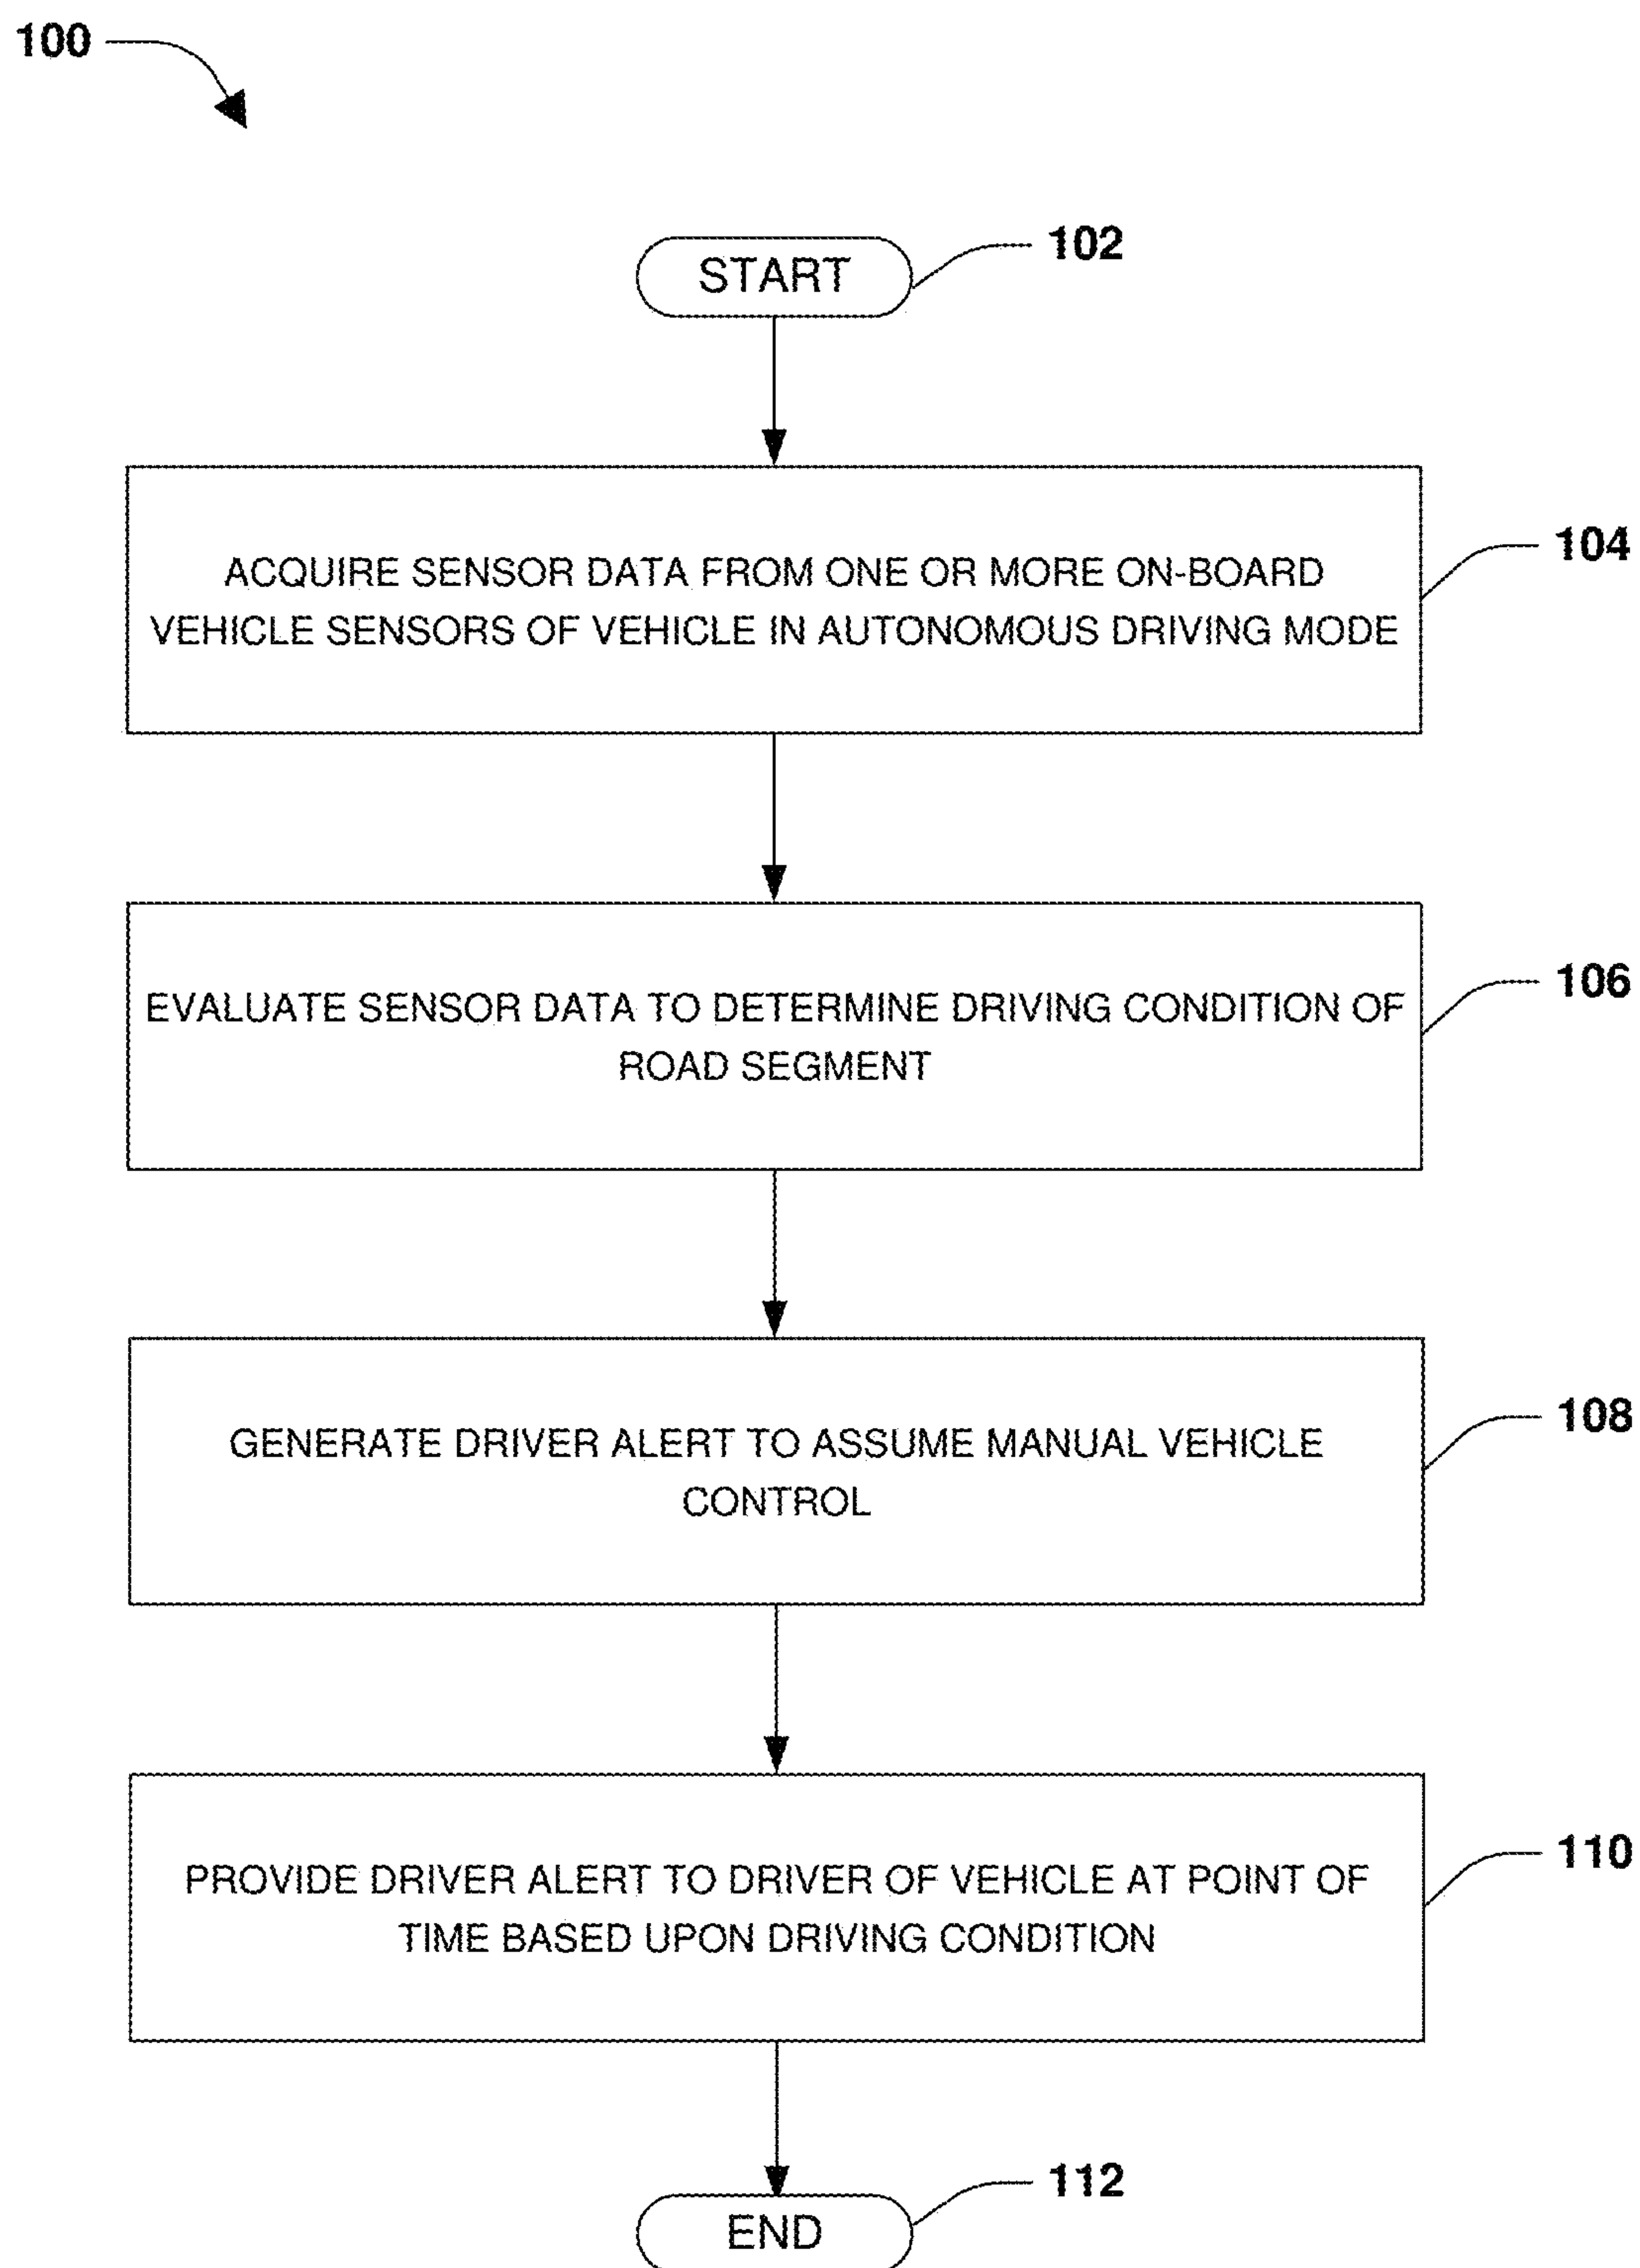 100
START
102
ACQUIRE SENSOR DATA FROM ONE OR MORE ON-BOARD
VEHICLE SENSORS OF VEHICLE IN AUTONOMOUS DRIVING MODE
104
EVALUATE SENSOR DATA TO DETERMINE DRIVING CONDITION OF
ROAD SEGMENT
106
GENERATE DRIVER ALERT TO ASSUME MANUAL VEHICLE
CONTROL
108
PROVIDE DRIVER ALERT TO DRIVER OF VEHICLE AT POINT OF
TIME BASED UPON DRIVING CONDITION
110
END
112